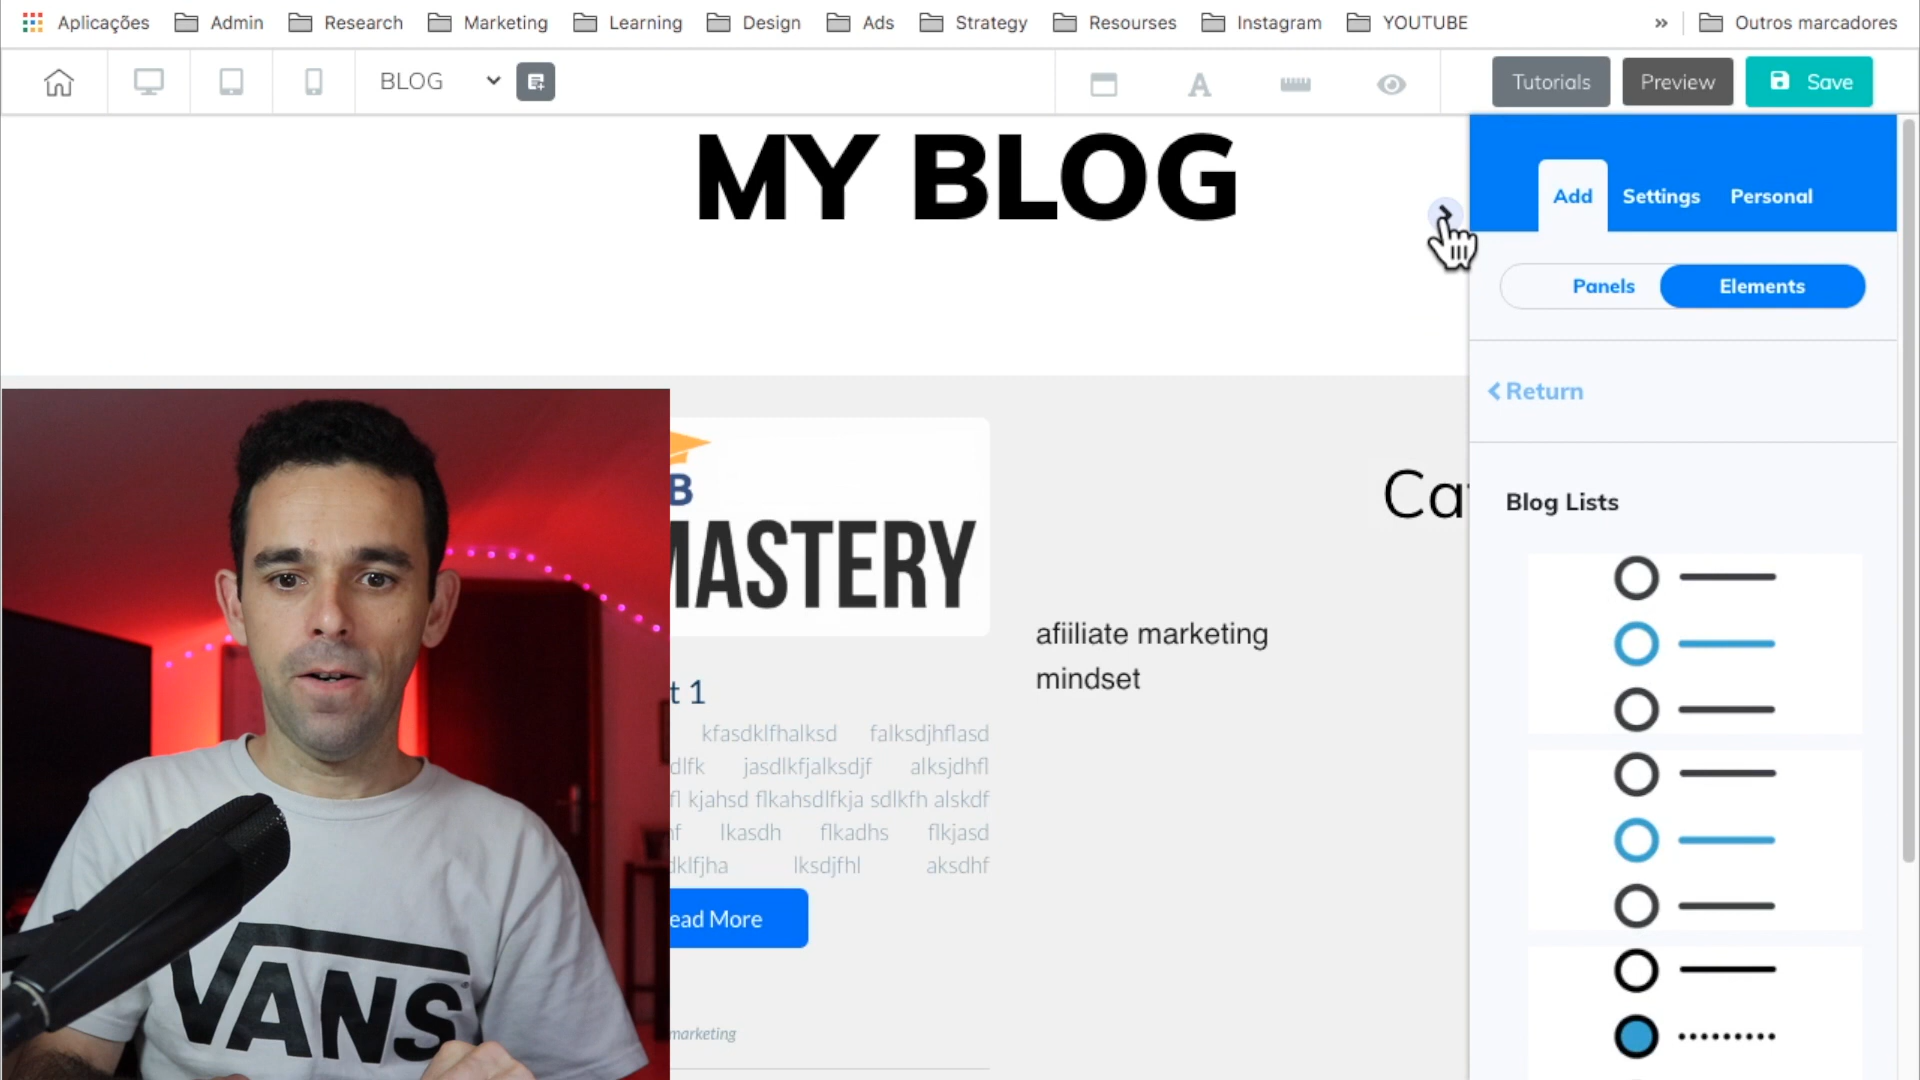 Aplicações Admin Research Marketing Learning Design Ads Strategy Resourses Instagram YOUTUBE » Outros marcadores
BLOG Tutorials Preview Save
MY BLOG
Add Settings Personal
Panels Elements
Return
Blog Lists
Ca
B
MASTERY
afiiliate marketing
mindset
t 1
kfasdklfhalksd falksdjhflasd
dlfk jasdlkfjalksdjf alksjdhfl
fl kjahsd flkahsdlfkja sdlkfh alskdf
nf lkasdh flkadhs flkjasd
dklfjha lksdjfhl aksdhf
ead More
marketing
VANS